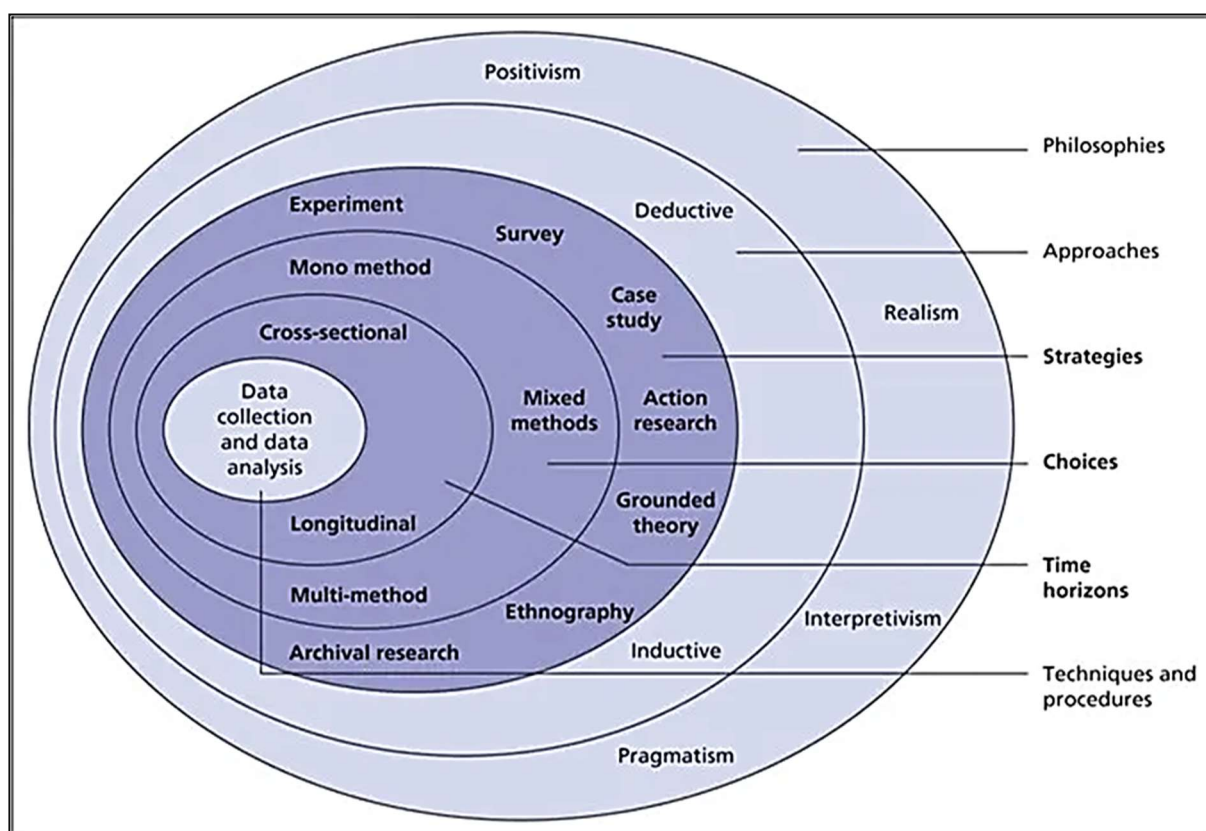 Positivism
Philosophies
Experiment
Deductive
Survey
Approaches
Mono method
Case
study
Realism
Cross-sectional
Strategies
Data
collection
and data
analysis
Mixed
methods
Action
research
Choices
Grounded
theory
Longitudinal
Time
horizons
Multi-method
Ethnography
Interpretivism
Archival research
Inductive
Techniques and
procedures
Pragmatism